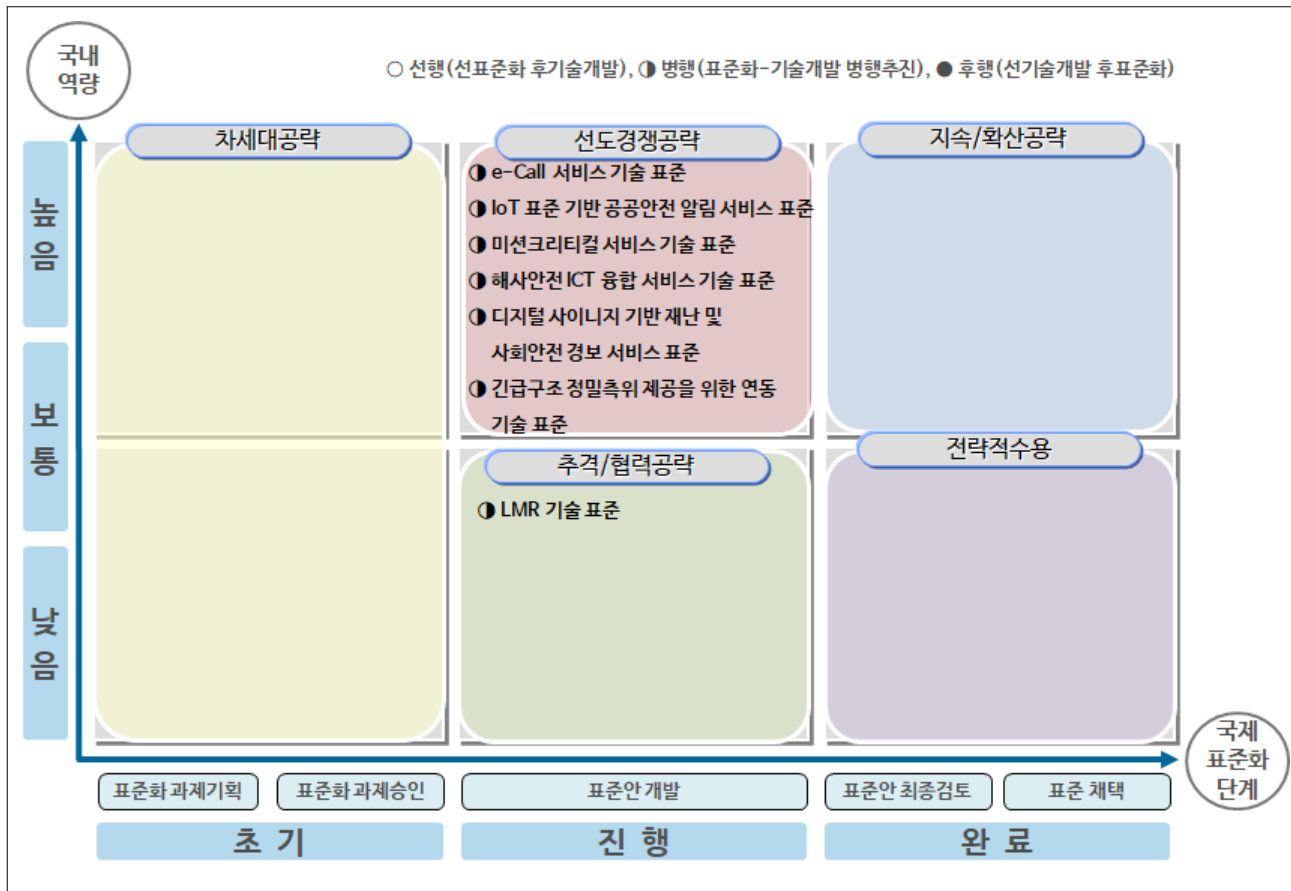 국내
역량
○ 선행(선표준화 후기술개발), ◑ 병행(표준화-기술개발 병행추진), ● 후행(선기술개발 후표준화)
차세대공략
선도경쟁공략
지속/확산공략
◑ e-Call 서비스 기술 표준
◑ IoT 표준 기반 공공안전 알림 서비스 표준
◑ 미션크리티컬 서비스 기술 표준
◑ 해사안전 ICT 융합 서비스 기술 표준
◑ 디지털 사이니지 기반 재난 및
사회안전 경보 서비스 표준
◑ 긴급구조 정밀측위 제공을 위한 연동
기술 표준
높
음
보
통
낮
음
추격/협력공략
전략적수용
◑ LMR 기술 표준
국제
표준화
단계
표준화 과제기획
표준화 과제승인
표준안 개발
표준안 최종검토
표준 채택
초 기
진 행
완 료